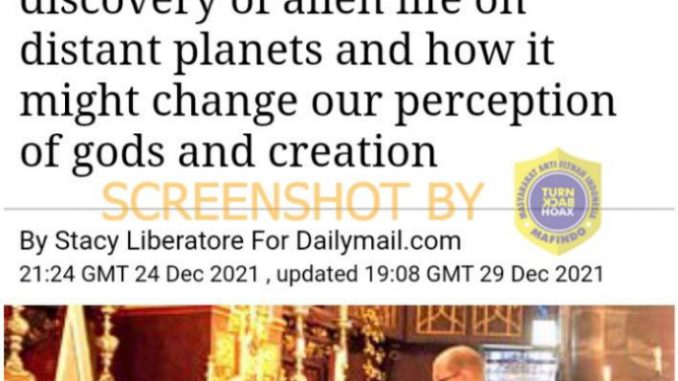 discovery of alien life on
distant planets and how it
might change our perception
of gods and creation
SCREENSHOT BY
MASYARAKAT ANTI FITNAH INDONESIA
TURN
BACK
HOAX
MAFINDO
By Stacy Liberatore For Dailymail.com
21:24 GMT 24 Dec 2021 , updated 19:08 GMT 29 Dec 2021